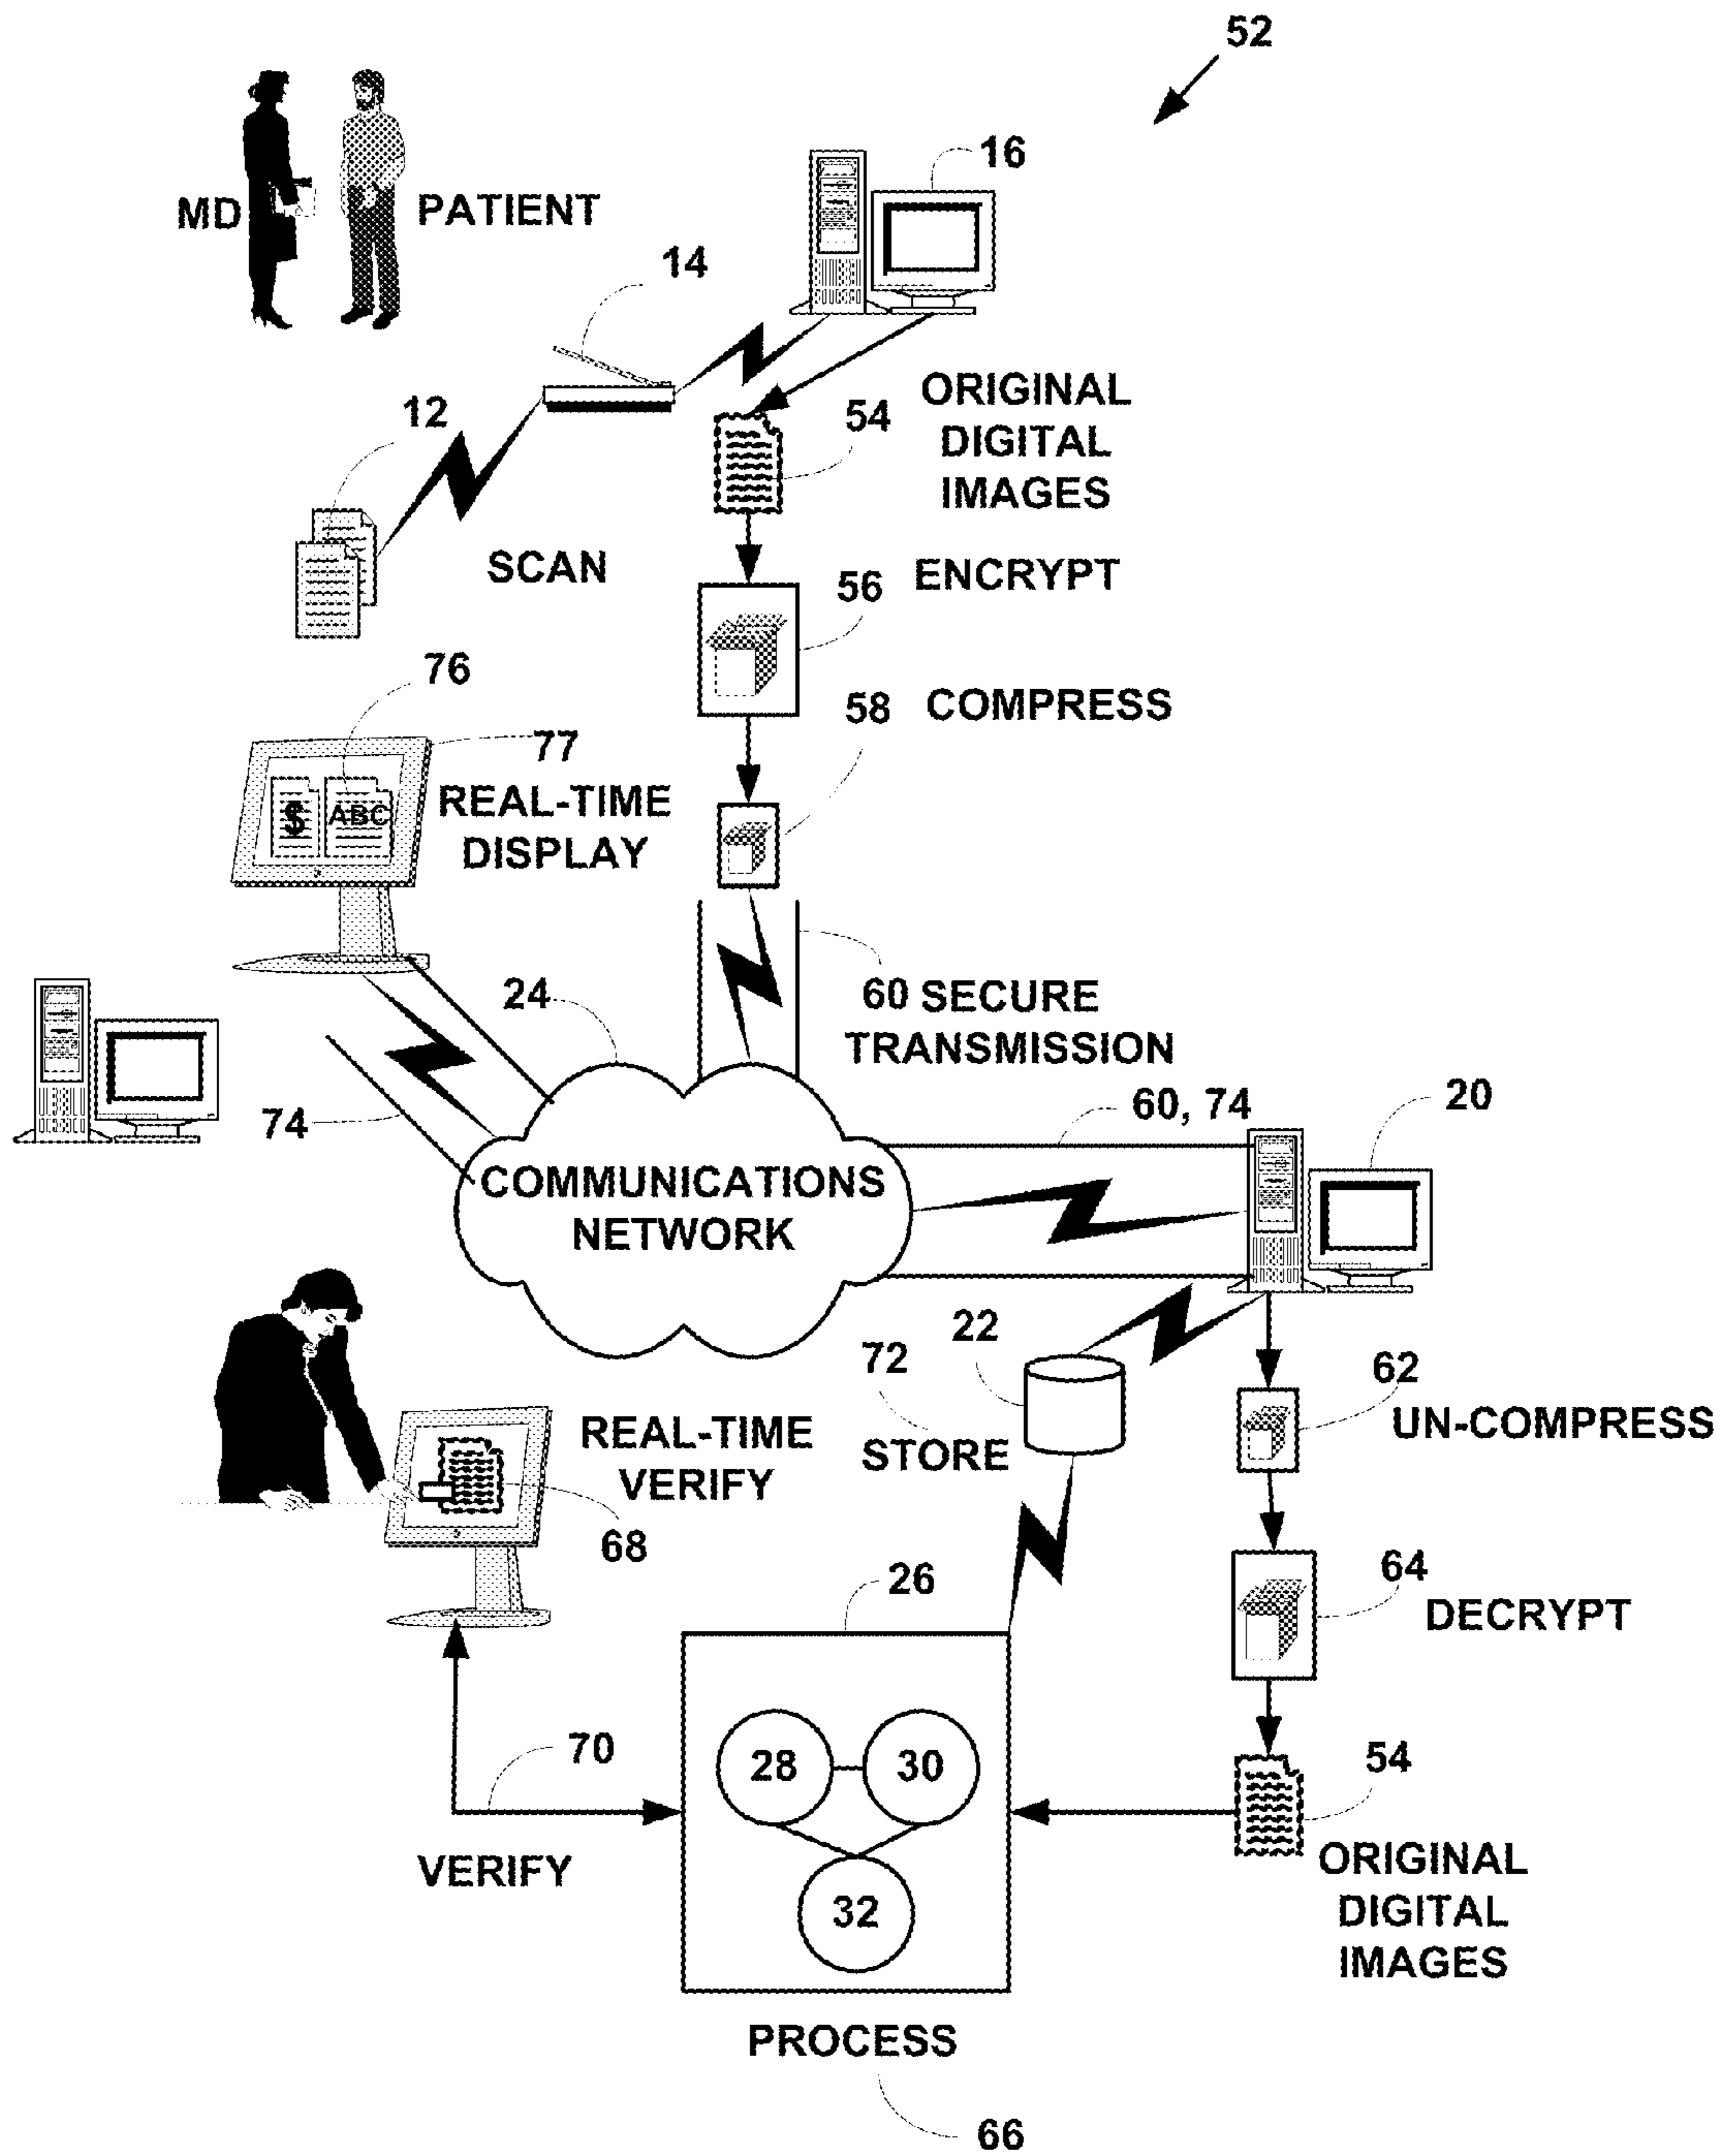 52
16
MD
PATIENT
14
12
54
ORIGINAL
DIGITAL
IMAGES
SCAN
56
ENCRYPT
76
58
COMPRESS
77
$
ABC
REAL-TIME
DISPLAY
24
60 SECURE
TRANSMISSION
74
60, 74
20
COMMUNICATIONS
NETWORK
22
72
STORE
62
UN-COMPRESS
REAL-TIME
VERIFY
68
26
64
DECRYPT
70
28
30
54
VERIFY
32
ORIGINAL
DIGITAL
IMAGES
PROCESS
66